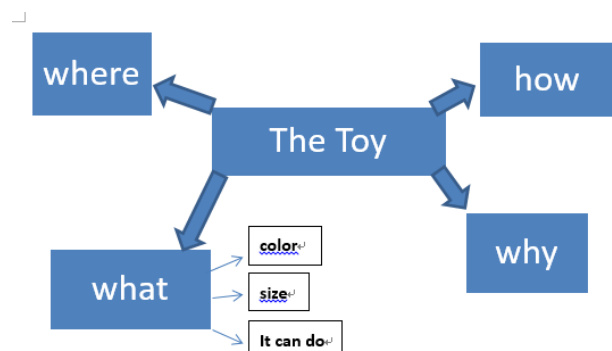 where
how
The Toy
what
color
size
It can do
why